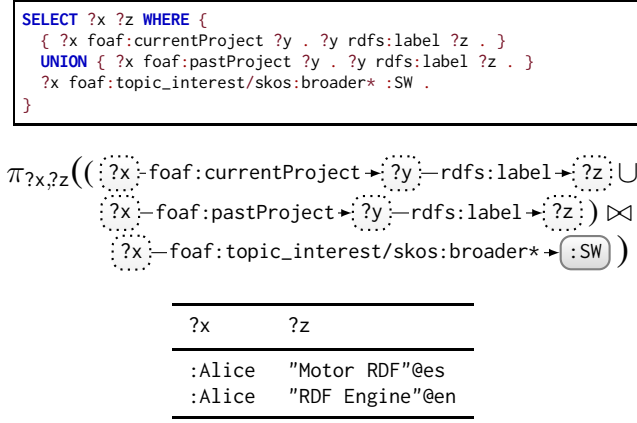 SELECT ?x ?z WHERE {
{ ?x foaf:currentProject ?y . ?y rdfs:label ?z . }
UNION { ?x foaf:pastProject ?y . ?y rdfs:label ?z . }
?x foaf:topic_interest/skos:broader* :SW .
}
π?x,?z(( ?x foaf:currentProject ?y rdfs:label ?z ∪
?x foaf:pastProject ?y rdfs:label ?z ) ⋈
?x foaf:topic_interest/skos:broader* :SW )
?x ?z
:Alice "Motor RDF"@es
:Alice "RDF Engine"@en